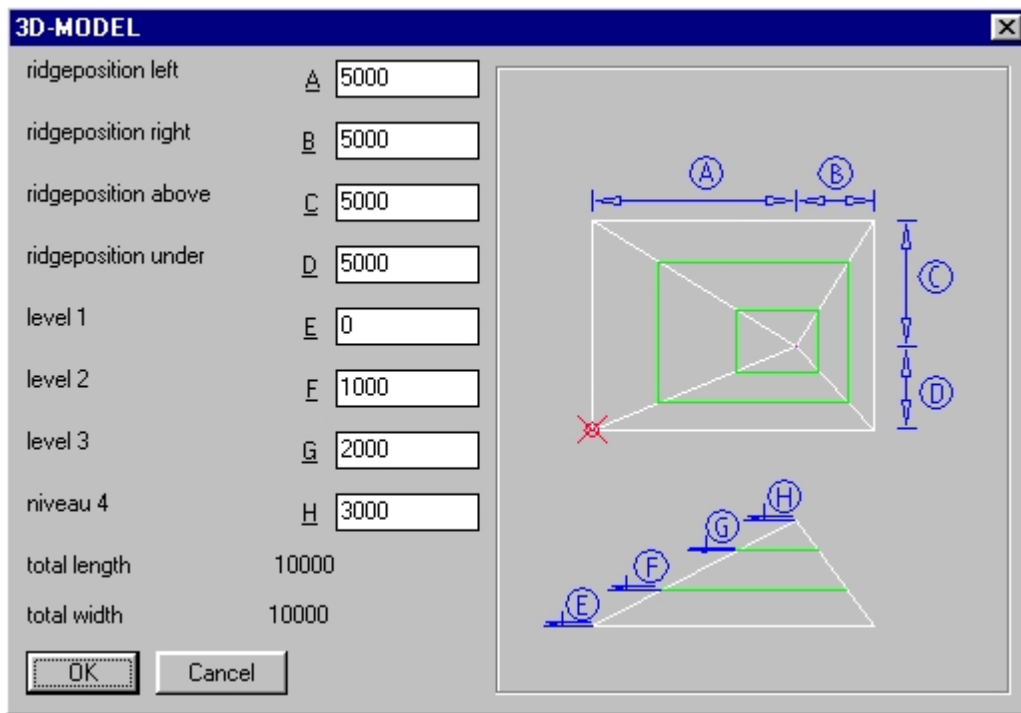 3D-MODEL
ridgeposition left A 5000
ridgeposition right B 5000
ridgeposition above C 5000
ridgeposition under D 5000
level 1 E 0
level 2 F 1000
level 3 G 2000
niveau 4 H 3000
total length 10000
total width 10000
OK Cancel
A B
C
D
H
G
F
E